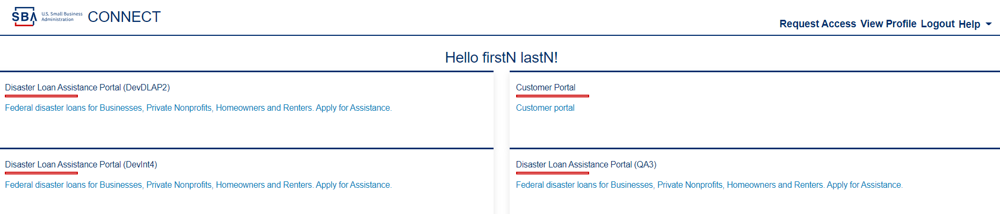 SBA U.S. Small Business
Administration
CONNECT
Request Access View Profile Logout Help
Hello firstN lastN!
Disaster Loan Assistance Portal (DevDLAP2)
Federal disaster loans for Businesses, Private Nonprofits, Homeowners and Renters. Apply for Assistance.
Customer Portal
Customer portal
Disaster Loan Assistance Portal (DevInt4)
Federal disaster loans for Businesses, Private Nonprofits, Homeowners and Renters. Apply for Assistance.
Disaster Loan Assistance Portal (QA3)
Federal disaster loans for Businesses, Private Nonprofits, Homeowners and Renters. Apply for Assistance.